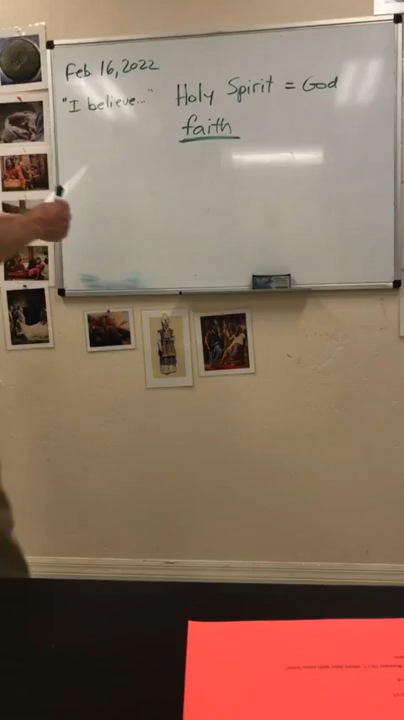 Feb 16, 2022
"I believe..." Holy Spirit = God
faith